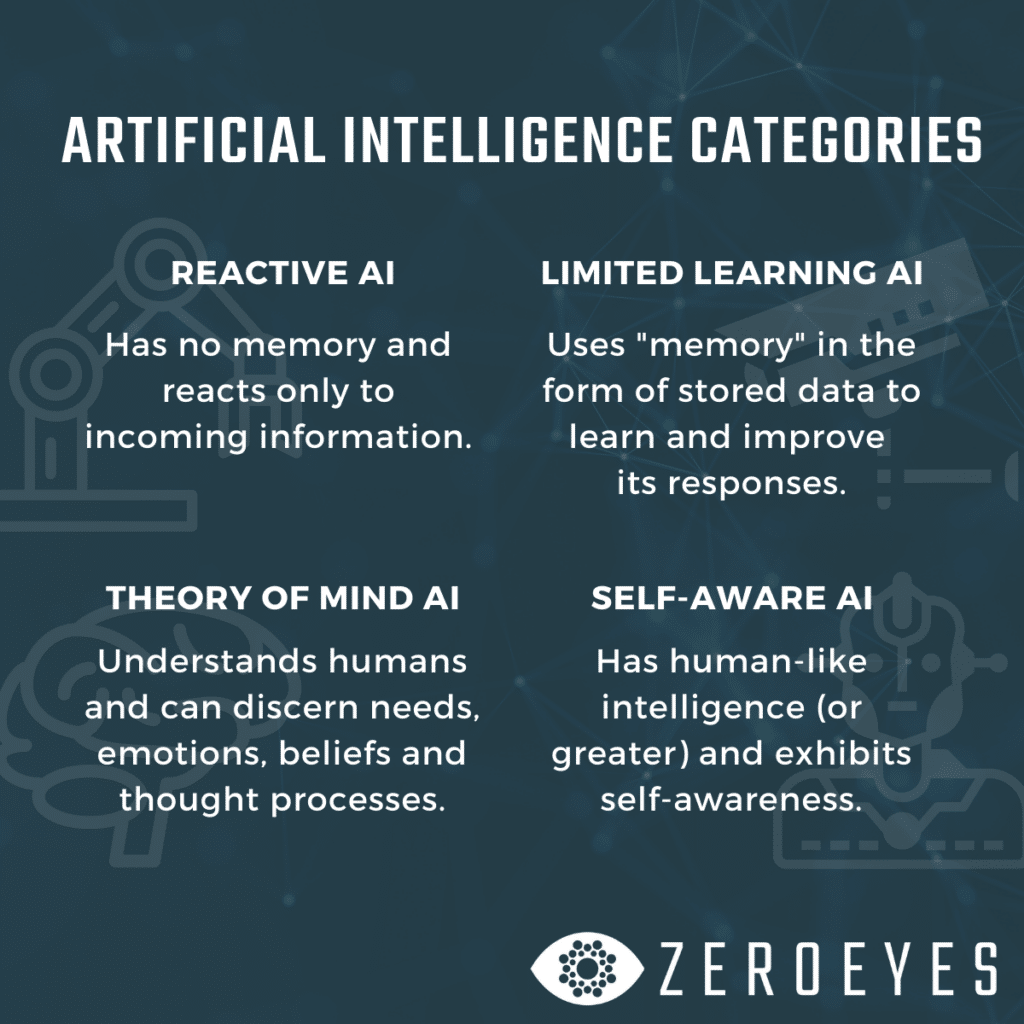 ARTIFICIAL INTELLIGENCE CATEGORIES
REACTIVE AI
Has no memory and
reacts only to
incoming information.
LIMITED LEARNING AI
Uses "memory" in the
form of stored data to
learn and improve
its responses.
THEORY OF MIND AI
Understands humans
and can discern needs,
emotions, beliefs and
thought processes.
SELF-AWARE AI
Has human-like
intelligence (or
greater) and exhibits
self-awareness.
ZEROEYES